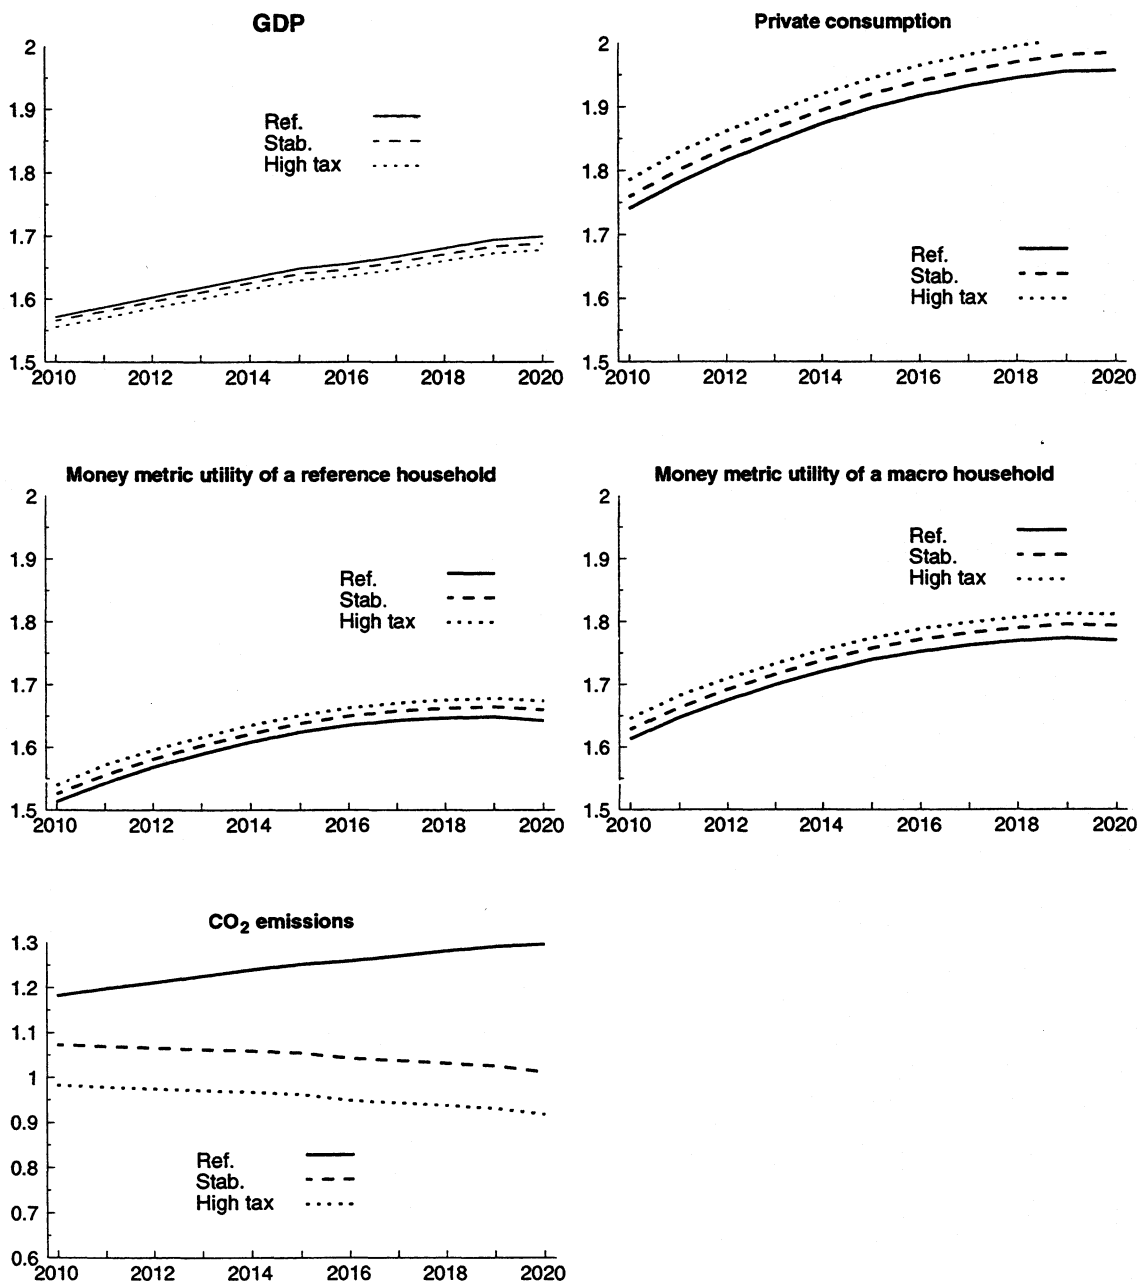 GDP
2
1.9
1.8
1.7
1.6
1.5
Ref.
Stab.
High tax
2010 2012 2014 2016 2018 2020
Private consumption
2
1.9
1.8
1.7
1.6
1.5
Ref.
Stab.
High tax
2010 2012 2014 2016 2018 2020
Money metric utility of a reference household
2
1.9
1.8
1.7
1.6
1.5
Ref.
Stab.
High tax
2010 2012 2014 2016 2018 2020
Money metric utility of a macro household
2
1.9
1.8
1.7
1.6
1.5
Ref.
Stab.
High tax
2010 2012 2014 2016 2018 2020
CO₂ emissions
1.3
1.2
1.1
1
0.9
0.8
0.7
0.6
Ref.
Stab.
High tax
2010 2012 2014 2016 2018 2020